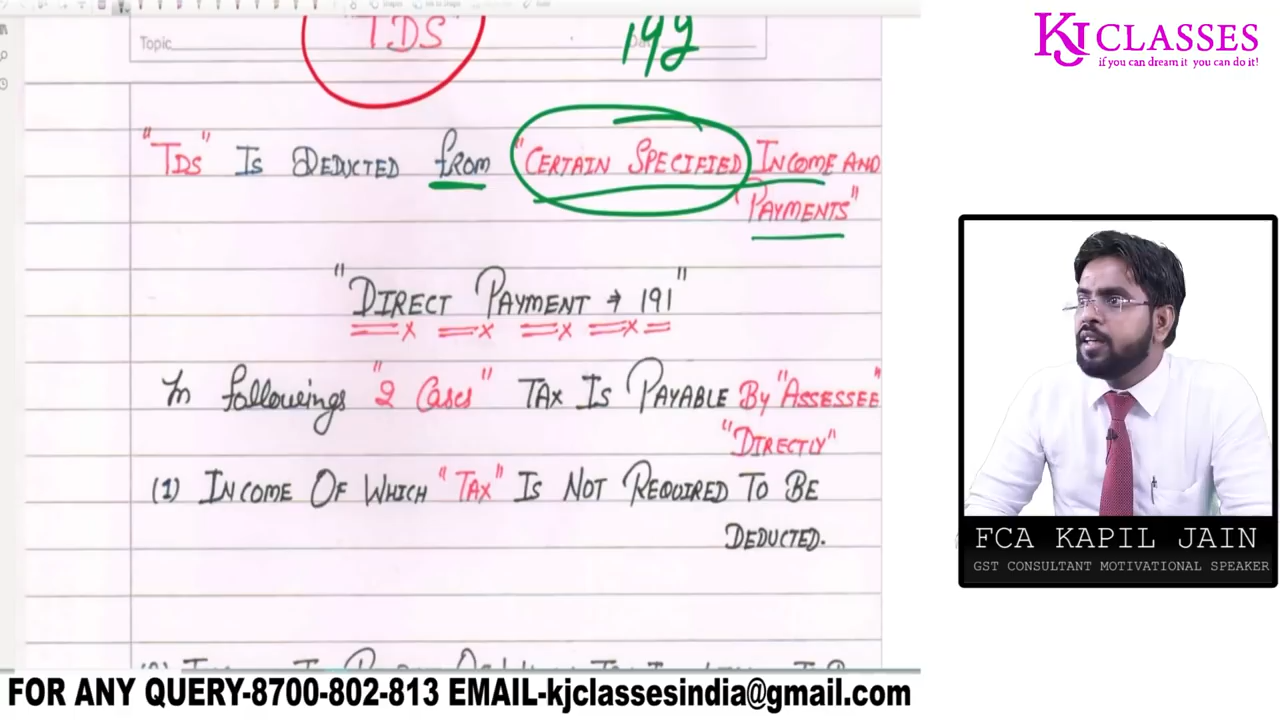 KJ CLASSES
if you can dream it you can do it!
TDS
192
Topic
"TDS" IS DEDUCTED from "CERTAIN SPECIFIED INCOME AND
PAYMENTS"
"DIRECT PAYMENT → 191"
In followings "2 Cases" TAX IS PAYABLE By "ASSESSEE"
"DIRECTLY"
(1) INCOME OF WHICH "TAX" IS NOT REQUIRED TO BE
DEDUCTED.
FCA KAPIL JAIN
GST CONSULTANT MOTIVATIONAL SPEAKER
FOR ANY QUERY-8700-802-813 EMAIL-kjclassesindia@gmail.com